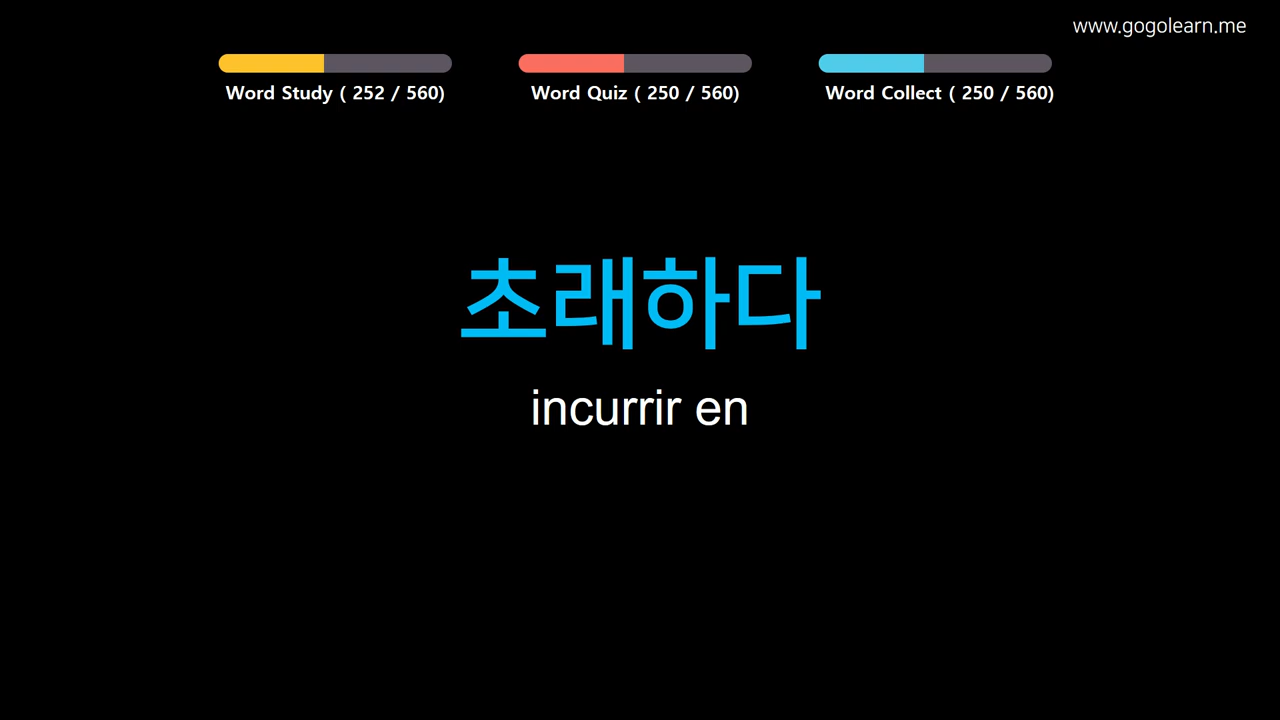 www.gogolearn.me
Word Study ( 252 / 560)
Word Quiz ( 250 / 560)
Word Collect ( 250 / 560)
초래하다
incurrir en